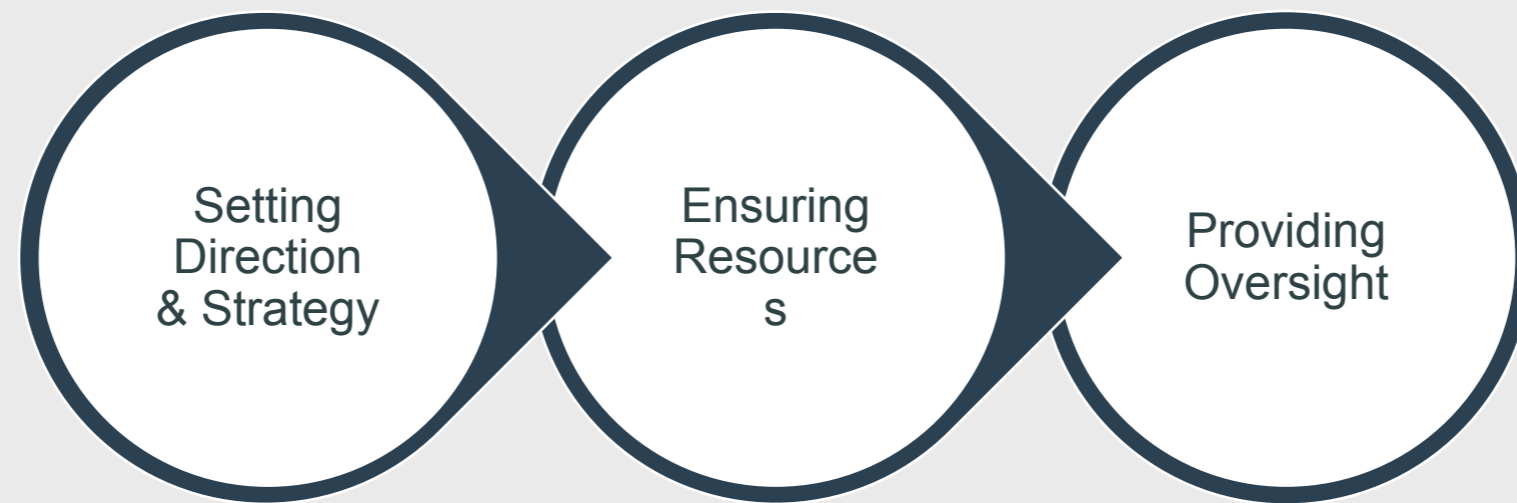 Setting
Direction
& Strategy
Ensuring
Resource
s
Providing
Oversight